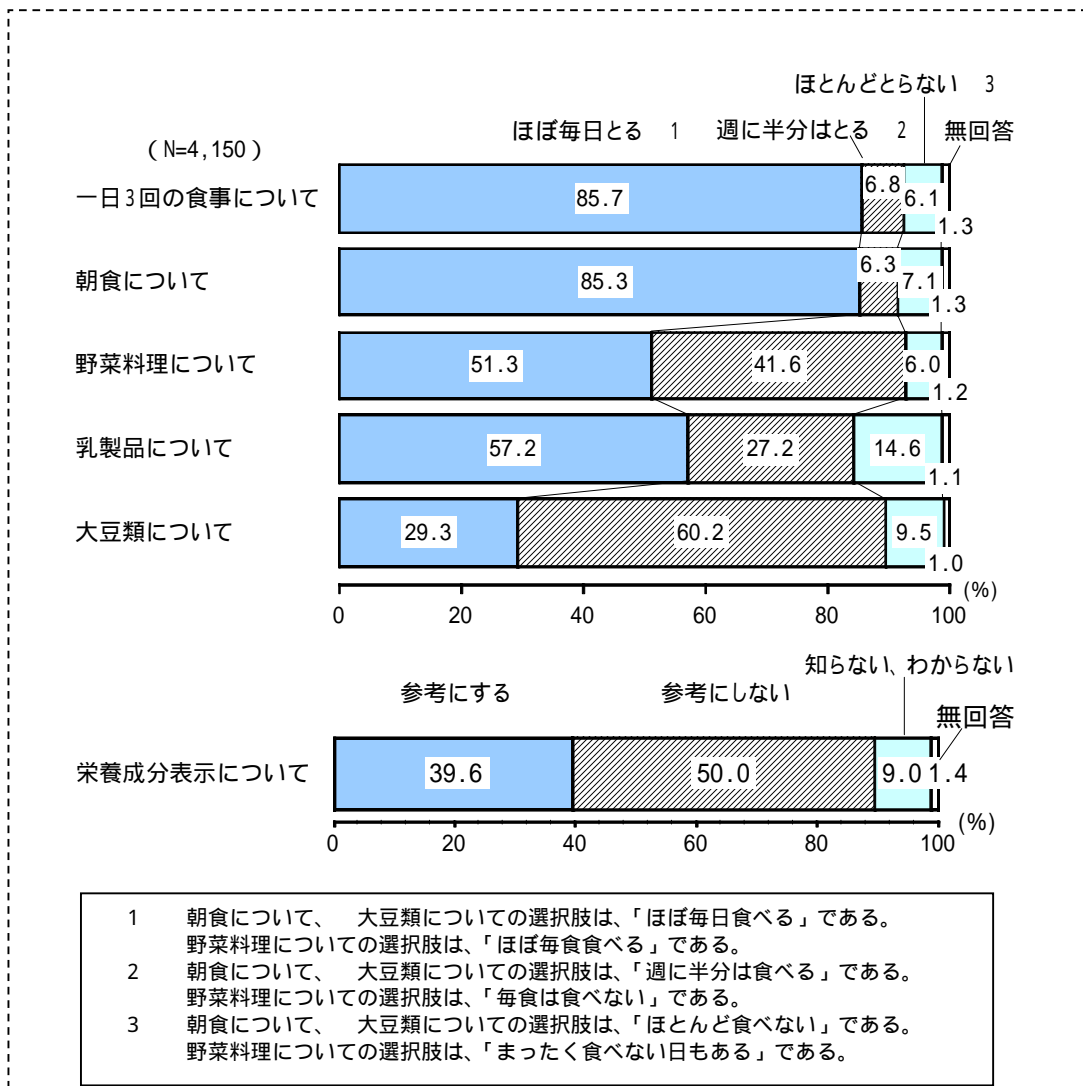 ほとんどとらない 3
ほぼ毎日とる 1 週に半分はとる 2 無回答
(N=4,150)
一日3回の食事について 85.7 6.8 6.1 1.3
朝食について 85.3 6.3 7.1 1.3
野菜料理について 51.3 41.6 6.0 1.2
乳製品について 57.2 27.2 14.6 1.1
大豆類について 29.3 60.2 9.5 1.0
(%)
0 20 40 60 80 100
知らない、わからない
参考にする 参考にしない
無回答
栄養成分表示について 39.6 50.0 9.0 1.4
(%)
0 20 40 60 80 100
1 朝食について、 大豆類についての選択肢は、「ほぼ毎日食べる」である。
野菜料理についての選択肢は、「ほぼ毎食食べる」である。
2 朝食について、 大豆類についての選択肢は、「週に半分は食べる」である。
野菜料理についての選択肢は、「毎食は食べない」である。
3 朝食について、 大豆類についての選択肢は、「ほとんど食べない」である。
野菜料理についての選択肢は、「まったく食べない日もある」である。